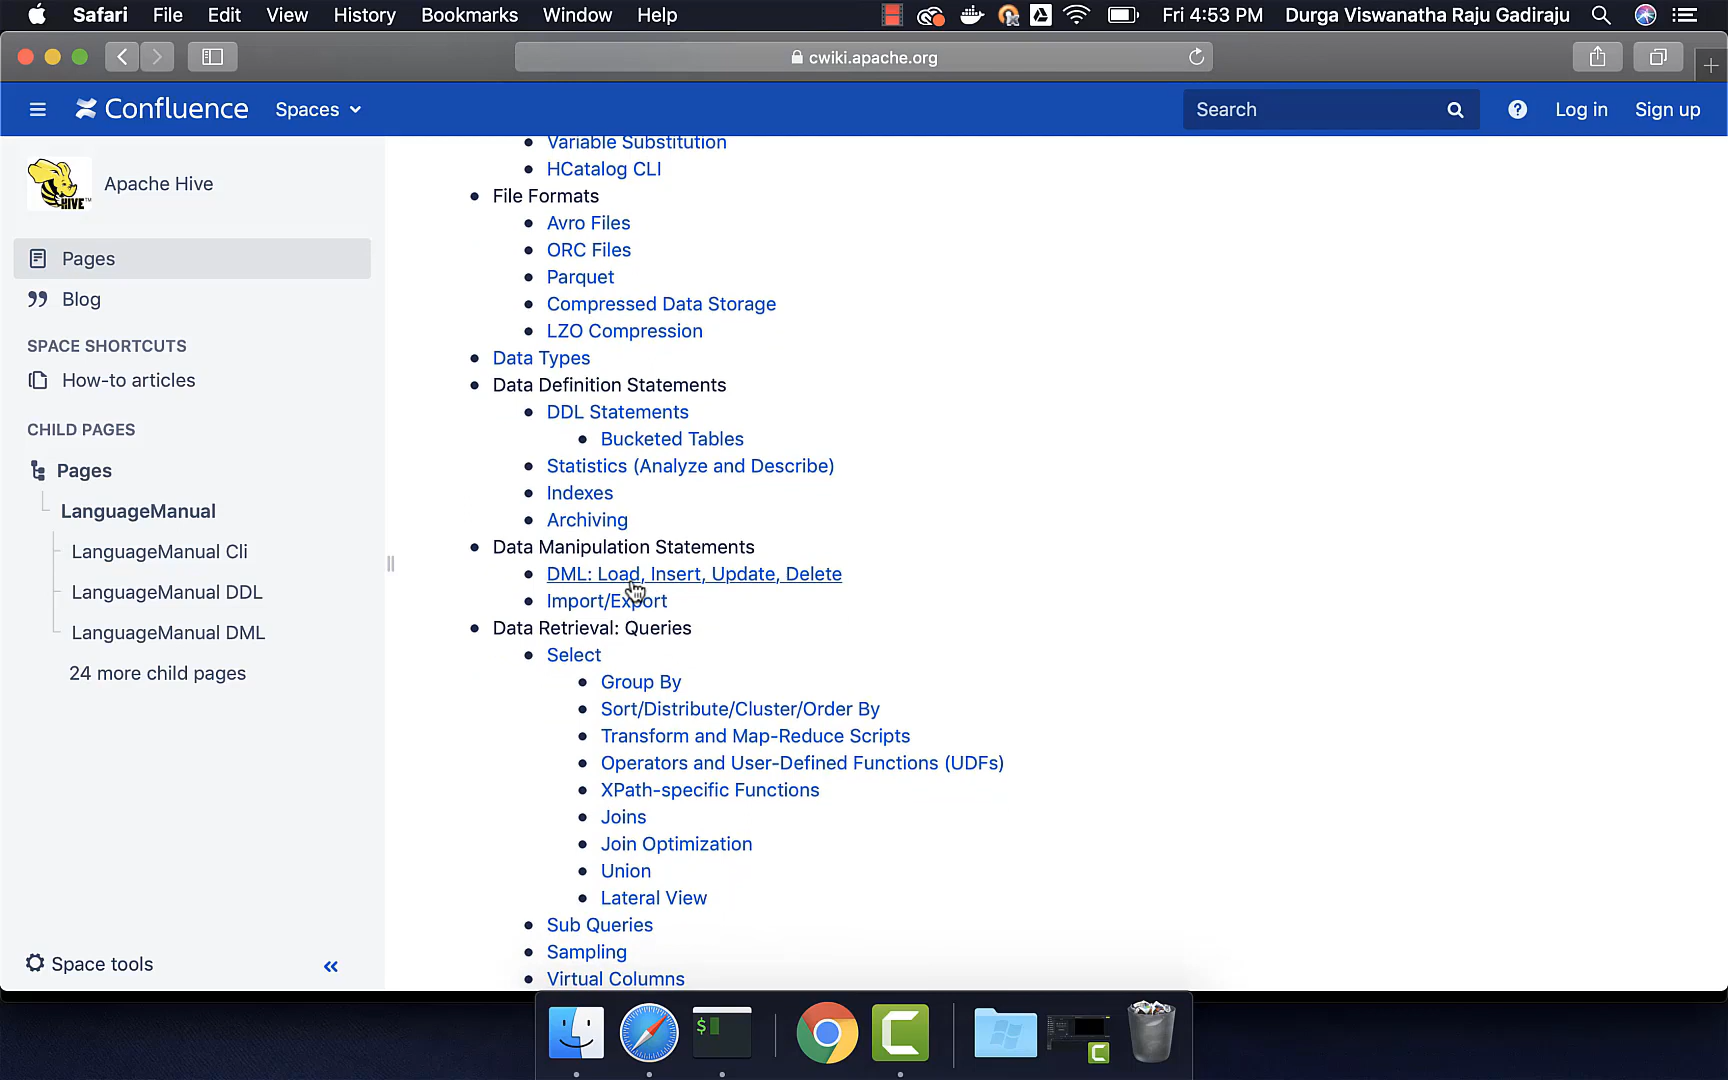 Safari File Edit View History Bookmarks Window Help Fri 4:53 PM Durga Viswanatha Raju Gadiraju
cwiki.apache.org
Confluence Spaces Search Log in Sign up
HIVE
Apache Hive
Pages
Blog
SPACE SHORTCUTS
How-to articles
CHILD PAGES
Pages
LanguageManual
LanguageManual Cli
LanguageManual DDL
LanguageManual DML
24 more child pages
Space tools
Variable Substitution
HCatalog CLI
File Formats
Avro Files
ORC Files
Parquet
Compressed Data Storage
LZO Compression
Data Types
Data Definition Statements
DDL Statements
Bucketed Tables
Statistics (Analyze and Describe)
Indexes
Archiving
Data Manipulation Statements
DML: Load, Insert, Update, Delete
Import/Export
Data Retrieval: Queries
Select
Group By
Sort/Distribute/Cluster/Order By
Transform and Map-Reduce Scripts
Operators and User-Defined Functions (UDFs)
XPath-specific Functions
Joins
Join Optimization
Union
Lateral View
Sub Queries
Sampling
Virtual Columns